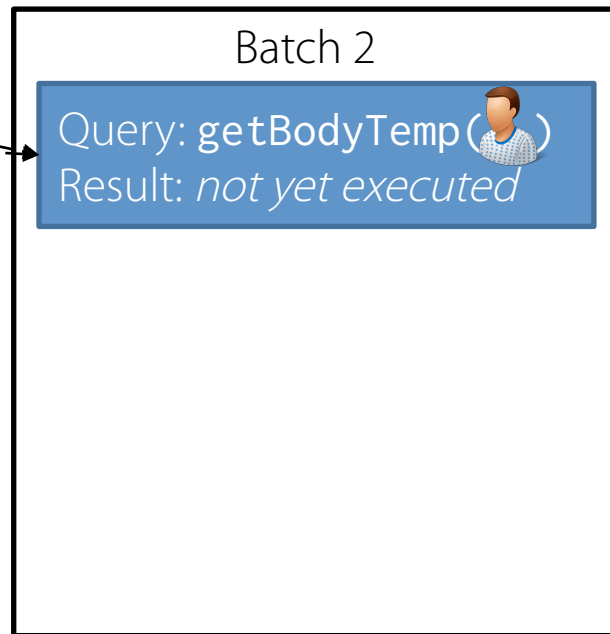 Batch 2
Query: getBodyTemp( )
Result: not yet executed